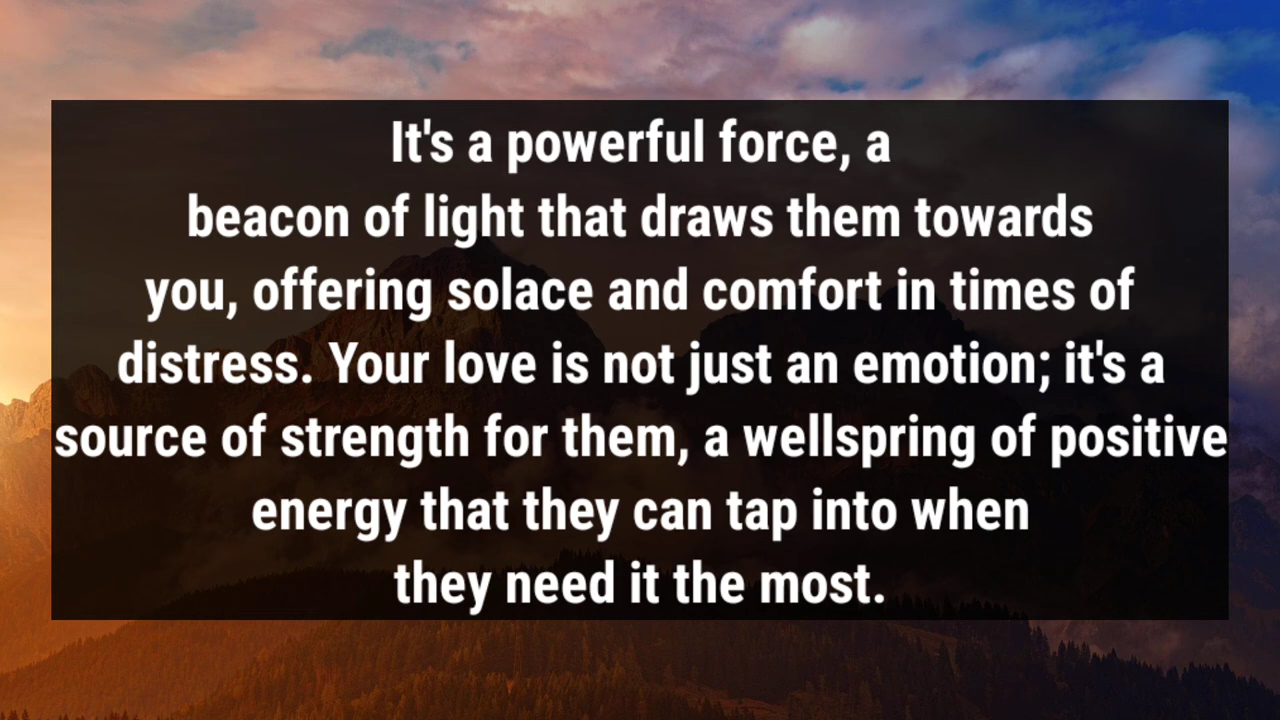 It's a powerful force, a
beacon of light that draws them towards
you, offering solace and comfort in times of
distress. Your love is not just an emotion; it's a
source of strength for them, a wellspring of positive
energy that they can tap into when
they need it the most.